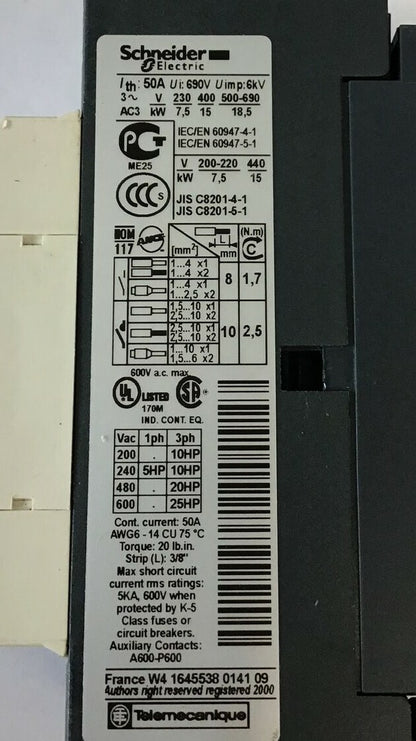 Schneider
Electric
Ith: 50A Ui: 690V Uimp: 6kV
3~ V 230 400 500-690
AC3 kW 7,5 15 18,5
IEC/EN 60947-4-1
IEC/EN 60947-5-1
ME25
V 200-220 440
kW 7,5 15
CCC S
JIS C8201-4-1
JIS C8201-5-1
NOM
117
ANCE
[mm²] L mm (N.m) C
1...4 x1
1...4 x2
1...4 x1
1...2,5 x2
8 1,7
1,5...10 x1
2,5...10 x2
2,5...10 x1
2,5...10 x2
1...10 x1
1,5...6 x2
10 2,5
600V a.c. max
UL LISTED
170M
SA
IND. CONT. EQ.
Vac 1ph 3ph
200 . 10HP
240 5HP 10HP
480 . 20HP
600 . 25HP
Cont. current: 50A
AWG6 - 14 CU 75 °C
Torque: 20 lb.in.
Strip (L): 3/8"
Max short circuit
current rms ratings:
5KA, 600V when
protected by K-5
Class fuses or
circuit breakers.
Auxiliary Contacts:
A600-P600
France W4 1645538 0141 09
Authors right reserved registered 2000
Telemecanique